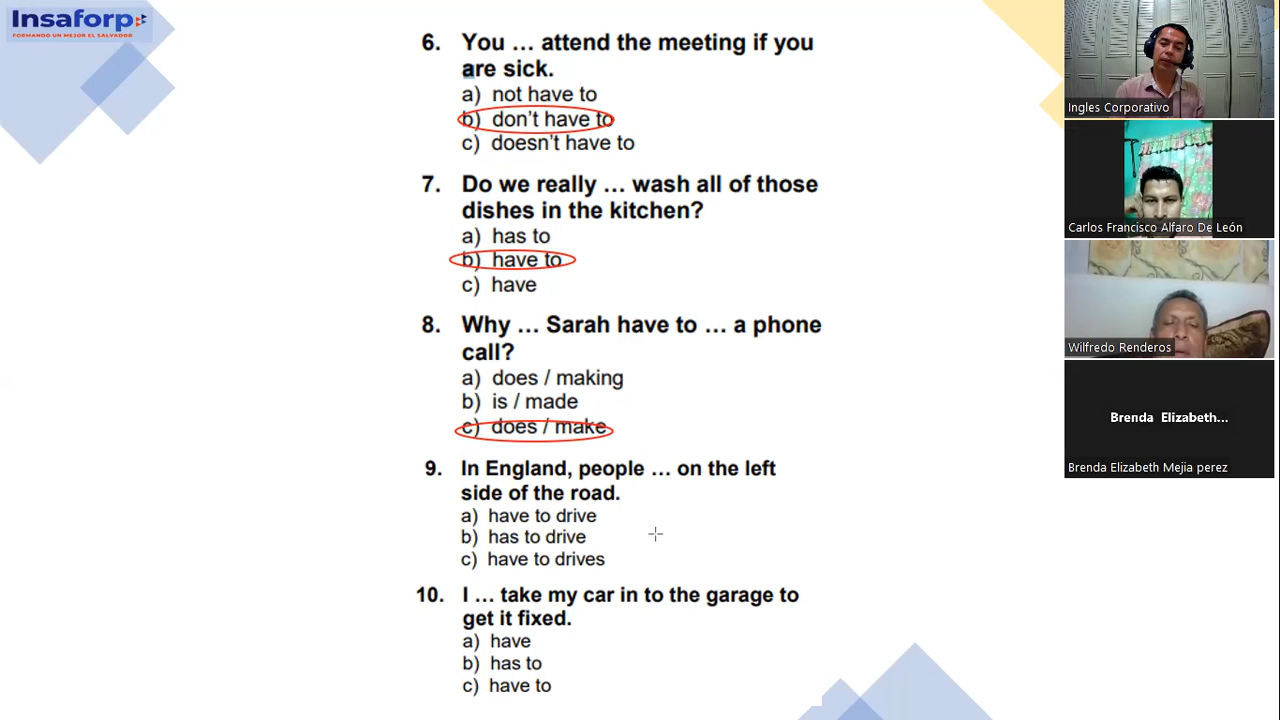 Insaforp
FORMANDO UN MEJOR EL SALVADOR
6. You … attend the meeting if you
are sick.
a) not have to
b) don't have to
c) doesn't have to
7. Do we really … wash all of those
dishes in the kitchen?
a) has to
b) have to
c) have
8. Why … Sarah have to … a phone
call?
a) does / making
b) is / made
c) does / make
9. In England, people … on the left
side of the road.
a) have to drive
b) has to drive
c) have to drives
10. I … take my car in to the garage to
get it fixed.
a) have
b) has to
c) have to
Ingles Corporativo
Carlos Francisco Alfaro De León
Wilfredo Renderos
Brenda Elizabeth...
Brenda Elizabeth Mejia perez